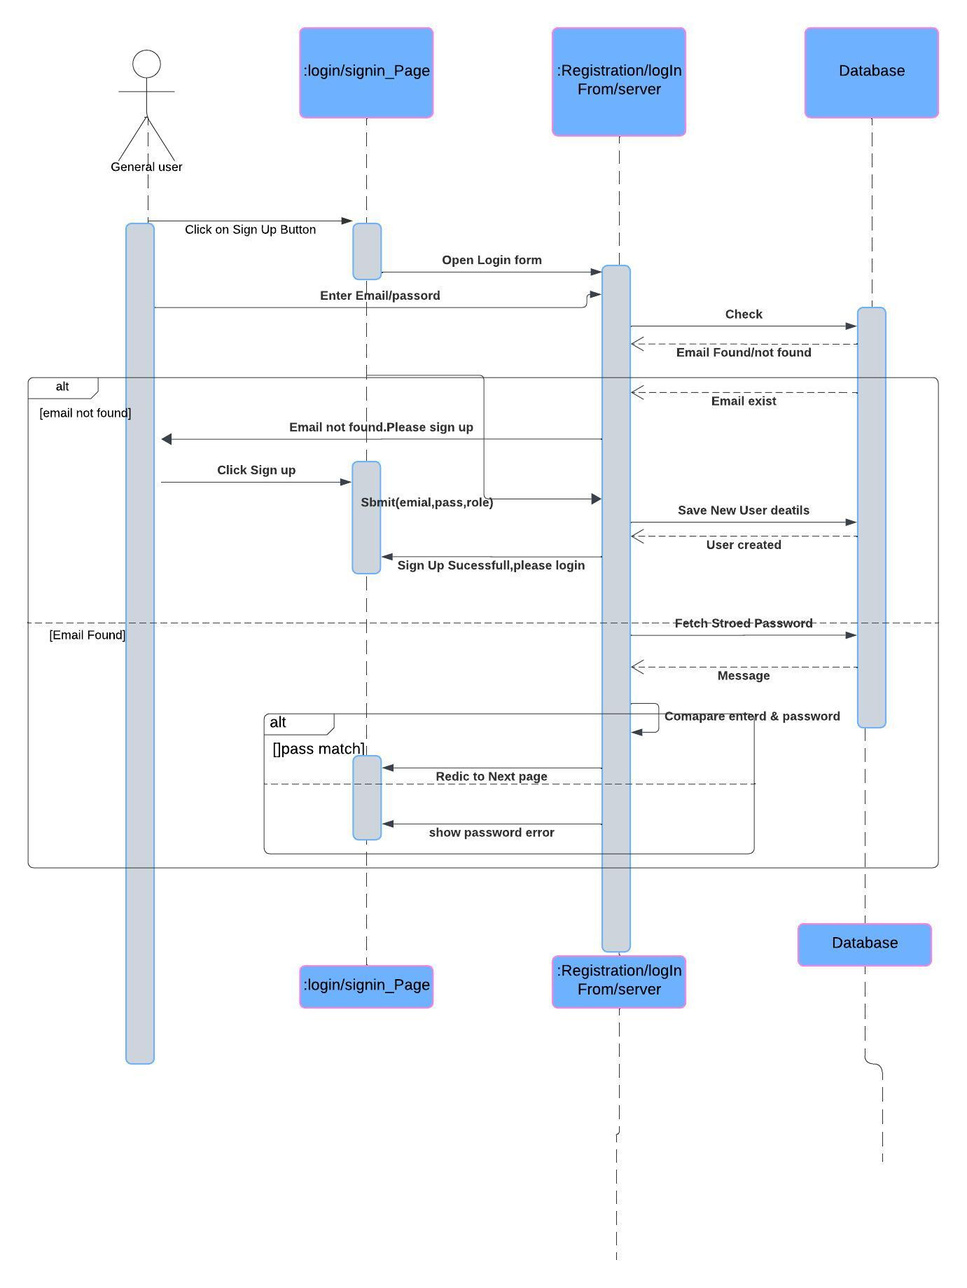 :login/signin_Page
:Registration/logIn
From/server
Database
General user
Click on Sign Up Button
Open Login form
Enter Email/passord
Check
Email Found/not found
alt
[email not found]
Email exist
Email not found.Please sign up
Click Sign up
Sbmit(emial,pass,role)
Save New User deatils
User created
Sign Up Sucessfull,please login
[Email Found]
Fetch Stroed Password
Message
Comapare enterd & password
alt
[]pass match]
Redic to Next page
show password error
Database
:login/signin_Page
:Registration/logIn
From/server